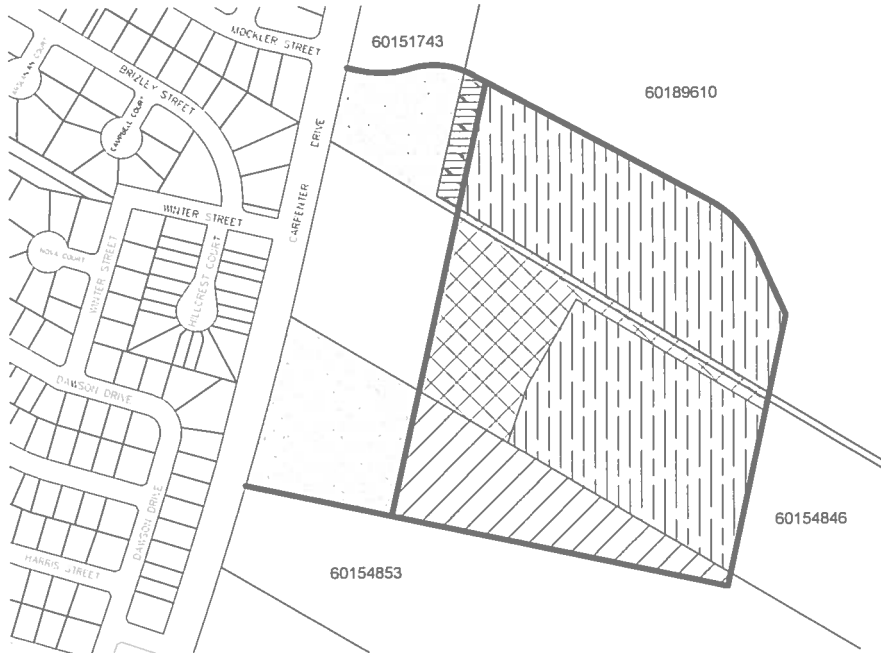 MOCKLER STREET
60151743
60189610
BRIZLEY STREET
CAMPBELL COURT
CARPENTER DRIVE
WINTER STREET
HILLCREST COURT
WINTER STREET
DAWSON DRIVE
60154846
DAWSON DRIVE
HARRIS STREET
60154853